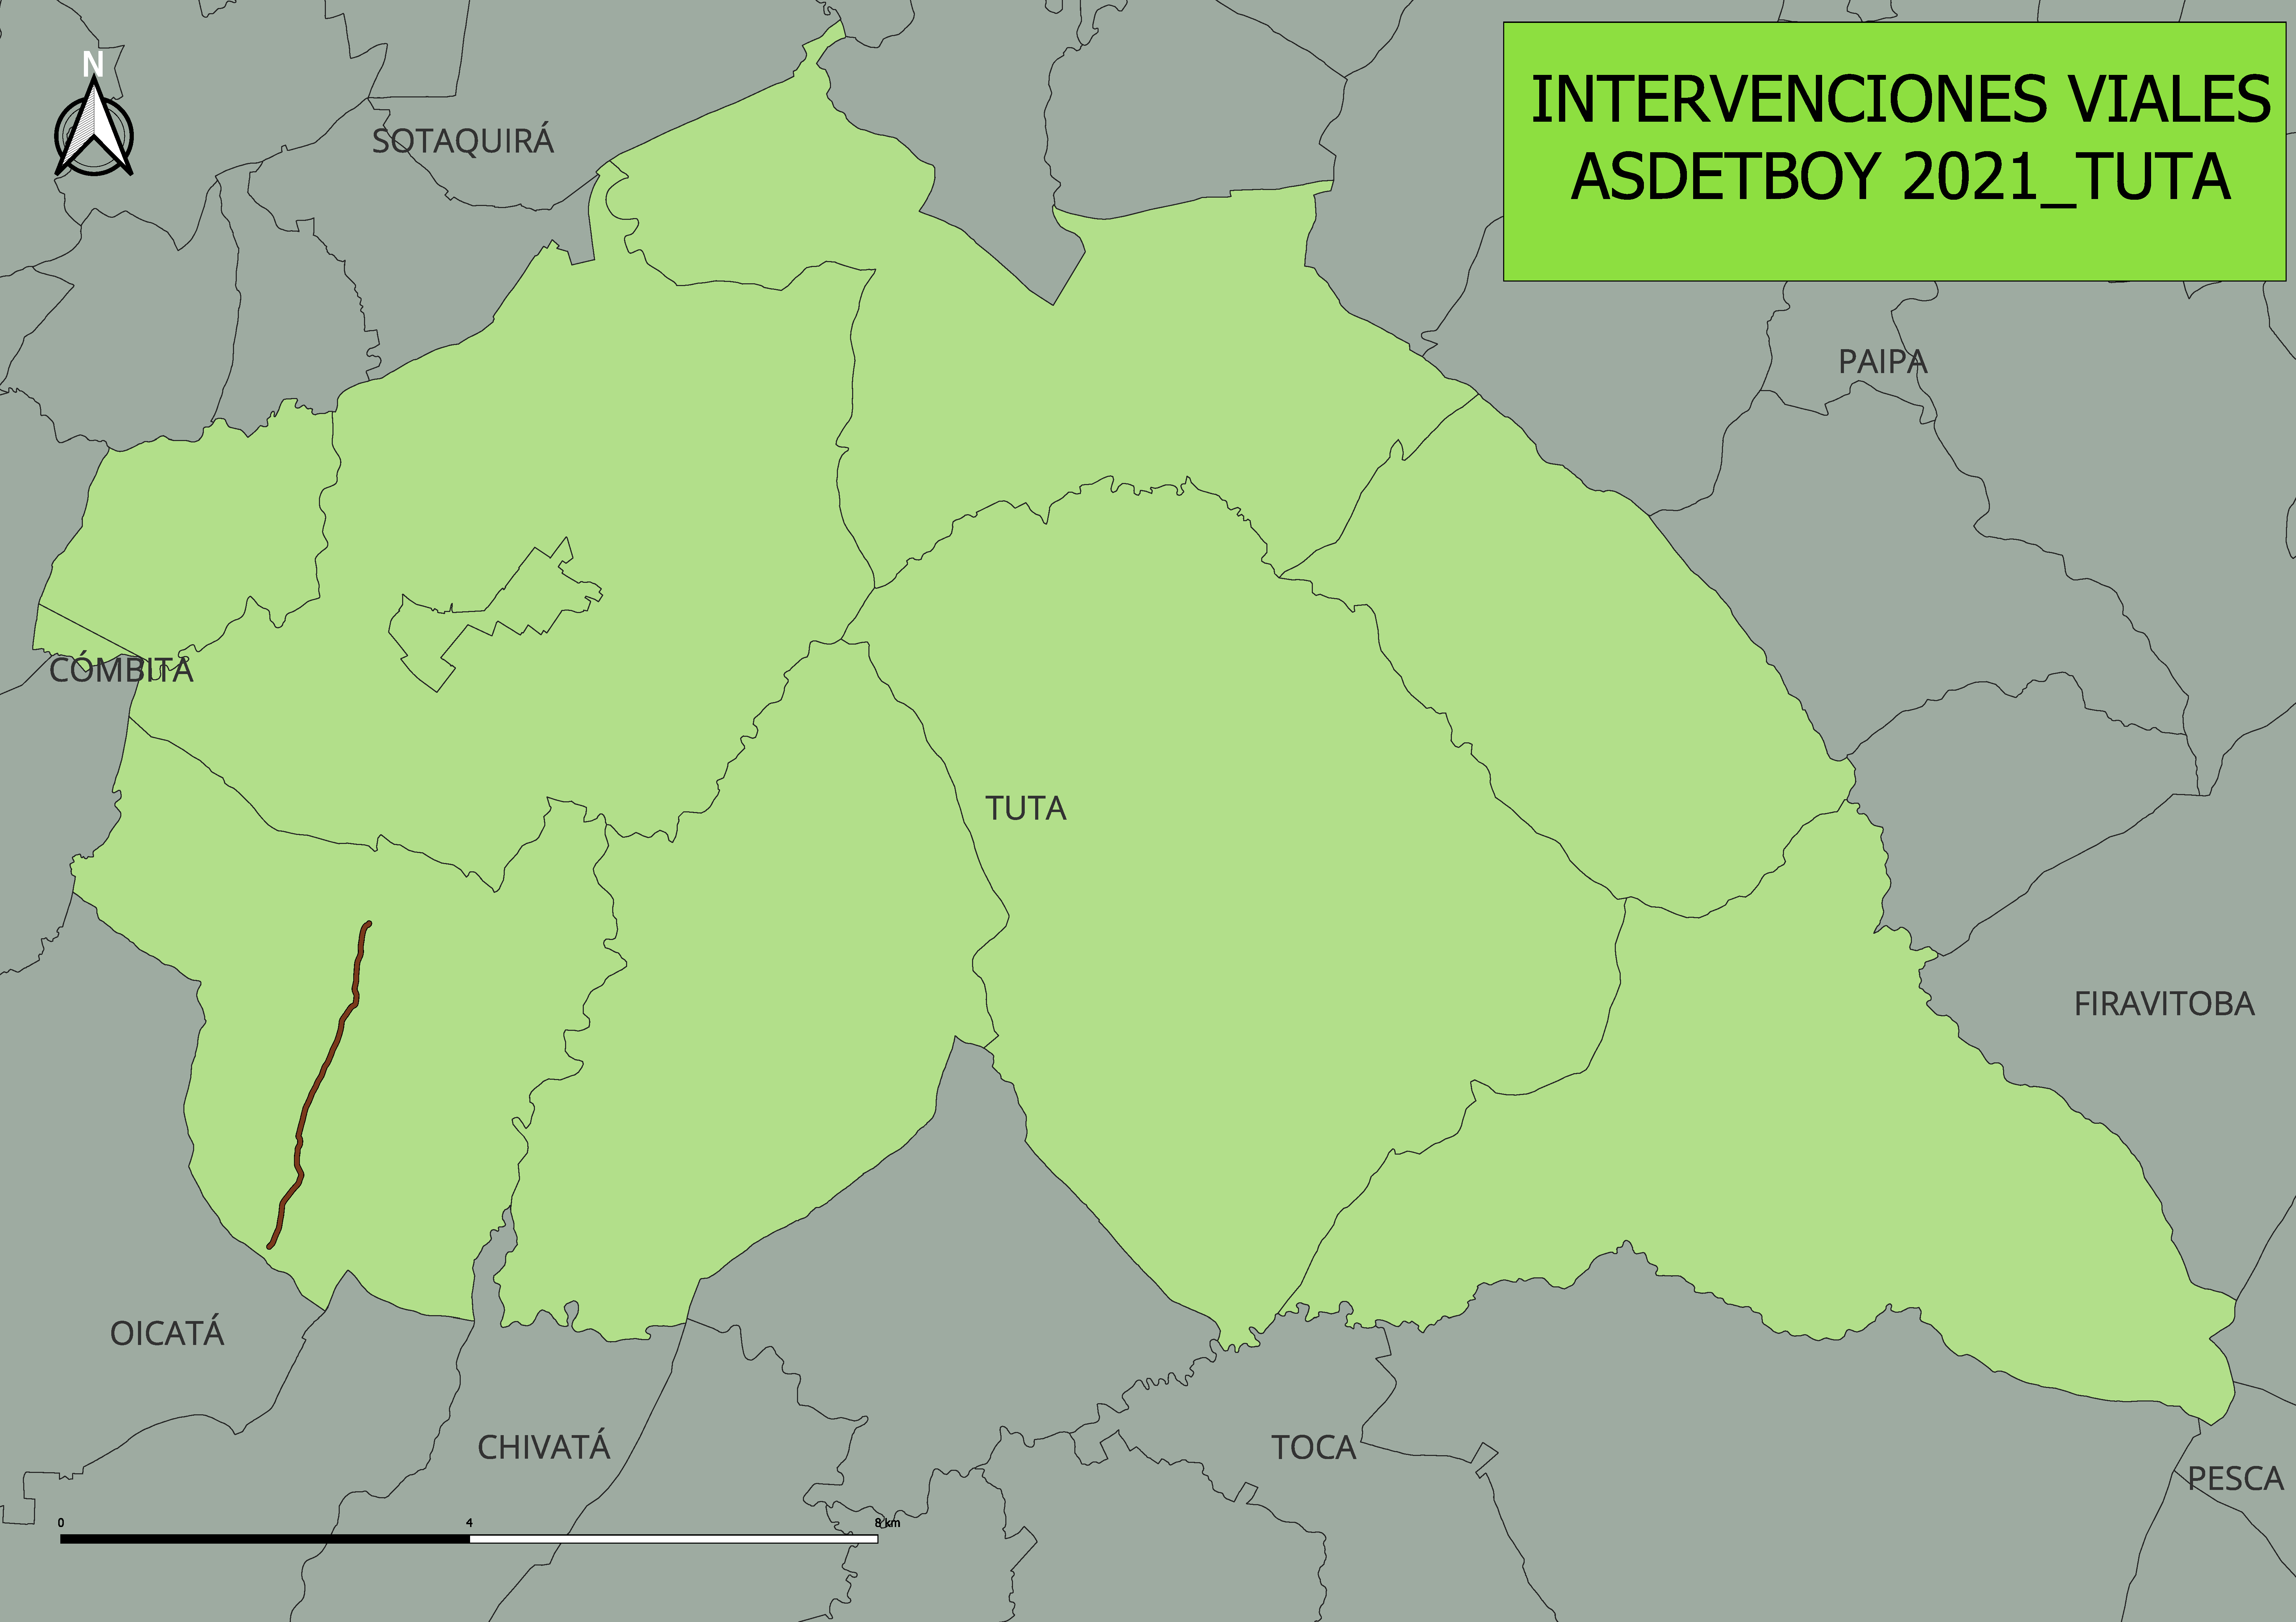 INTERVENCIONES VIALES
ASDETBOY 2021_TUTA
N
SOTAQUIRÁ
PAIPA
CÓMBITA
TUTA
FIRAVITOBA
OICATÁ
CHIVATÁ
TOCA
PESCA
0 4 8 km